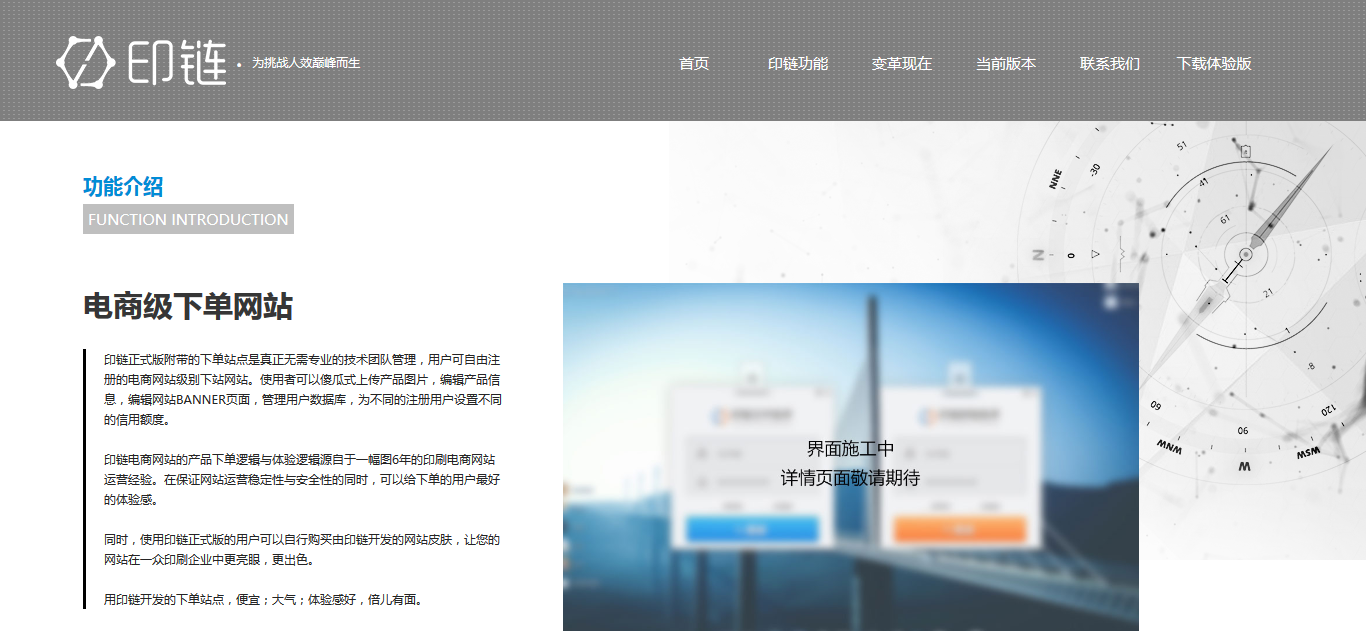 印链
为挑战人效巅峰而生
首页 印链功能 变革现在 当前版本 联系我们 下载体验版
功能介绍
FUNCTION INTRODUCTION
电商级下单网站
印链正式版附带的下单站点是真正无需专业的技术团队管理，用户可自由注
册的电商网站级别下站网站。使用者可以傻瓜式上传产品图片，编辑产品信
息，编辑网站BANNER页面，管理用户数据库，为不同的注册用户设置不同
的信用额度。
印链电商网站的产品下单逻辑与体验逻辑源自于一幅图6年的印刷电商网站
运营经验。在保证网站运营稳定性与安全性的同时，可以给下单的用户最好
的体验感。
同时，使用印链正式版的用户可以自行购买由印链开发的网站皮肤，让您的
网站在一众印刷企业中更亮眼，更出色。
用印链开发的下单站点，便宜；大气；体验感好，倍儿有面。
界面施工中
详情页面敬请期待
NNE
30
51
41
61
N
0
21
1
8
60
90
120
WNW
W
WSW